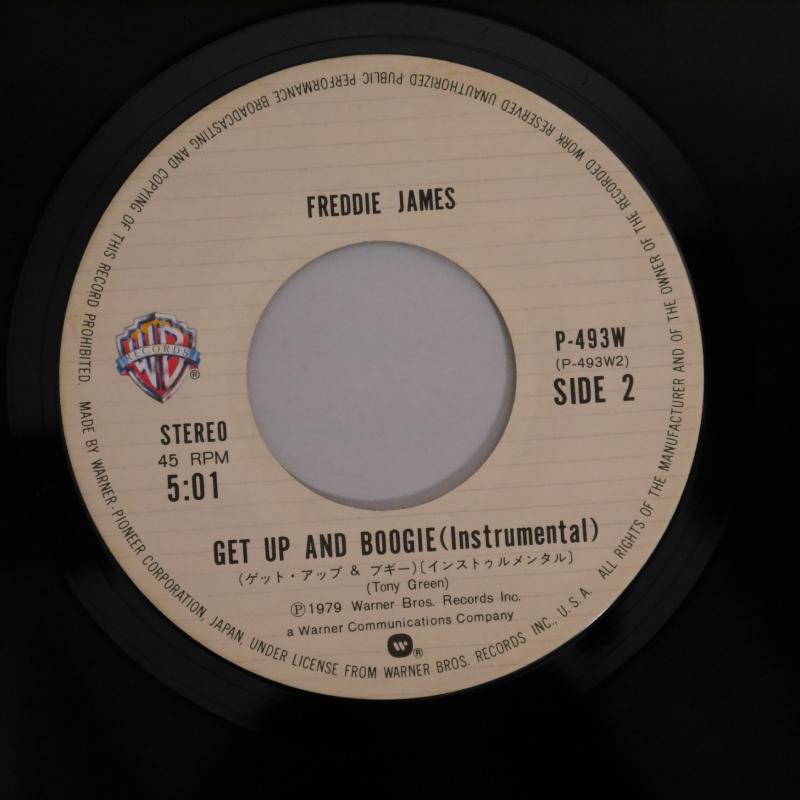 FREDDIE JAMES
WB
RECORDS
®
P-493W
(P-493W2)
SIDE 2
STEREO
45 RPM
5:01
GET UP AND BOOGIE(Instrumental)
(ゲット・アップ & ブギー)〔インストゥルメンタル〕
(Tony Green)
Ⓟ1979 Warner Bros. Records Inc.
a Warner Communications Company
®
MADE BY WARNER-PIONEER CORPORATION, JAPAN, UNDER LICENSE FROM WARNER BROS. RECORDS INC., U.S.A. ALL RIGHTS OF THE MANUFACTURER AND OF THE OWNER OF THE RECORDED WORK RESERVED UNAUTHORIZED PUBLIC PERFORMANCE BROADCASTING AND COPYING OF THIS RECORD PROHIBITED.